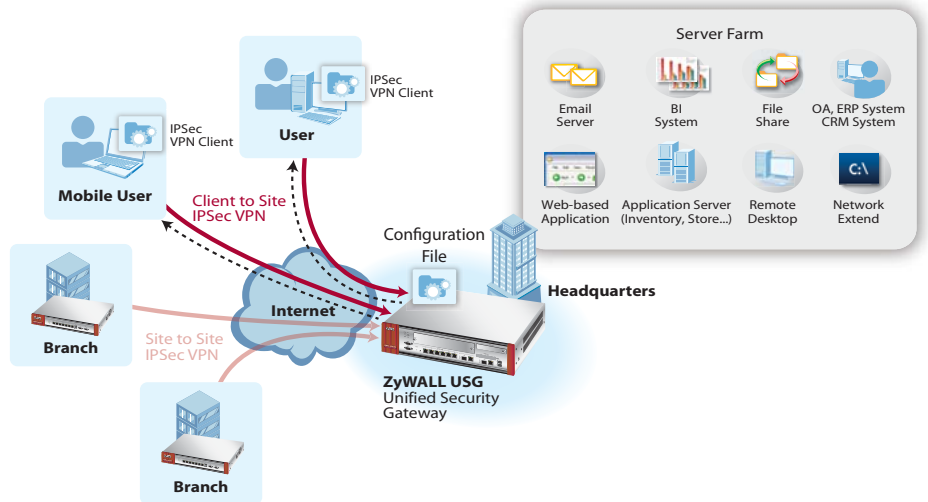 Server Farm
Email
Server
BI
System
File
Share
OA, ERP System
CRM System
Web-based
Application
Application Server
(Inventory, Store...)
Remote
Desktop
C:\
Network
Extend
IPSec
VPN Client
User
IPSec
VPN Client
Mobile User
Client to Site
IPSec VPN
Configuration
File
Headquarters
Internet
Branch
Site to Site
IPSec VPN
ZyWALL USG
Unified Security
Gateway
Branch